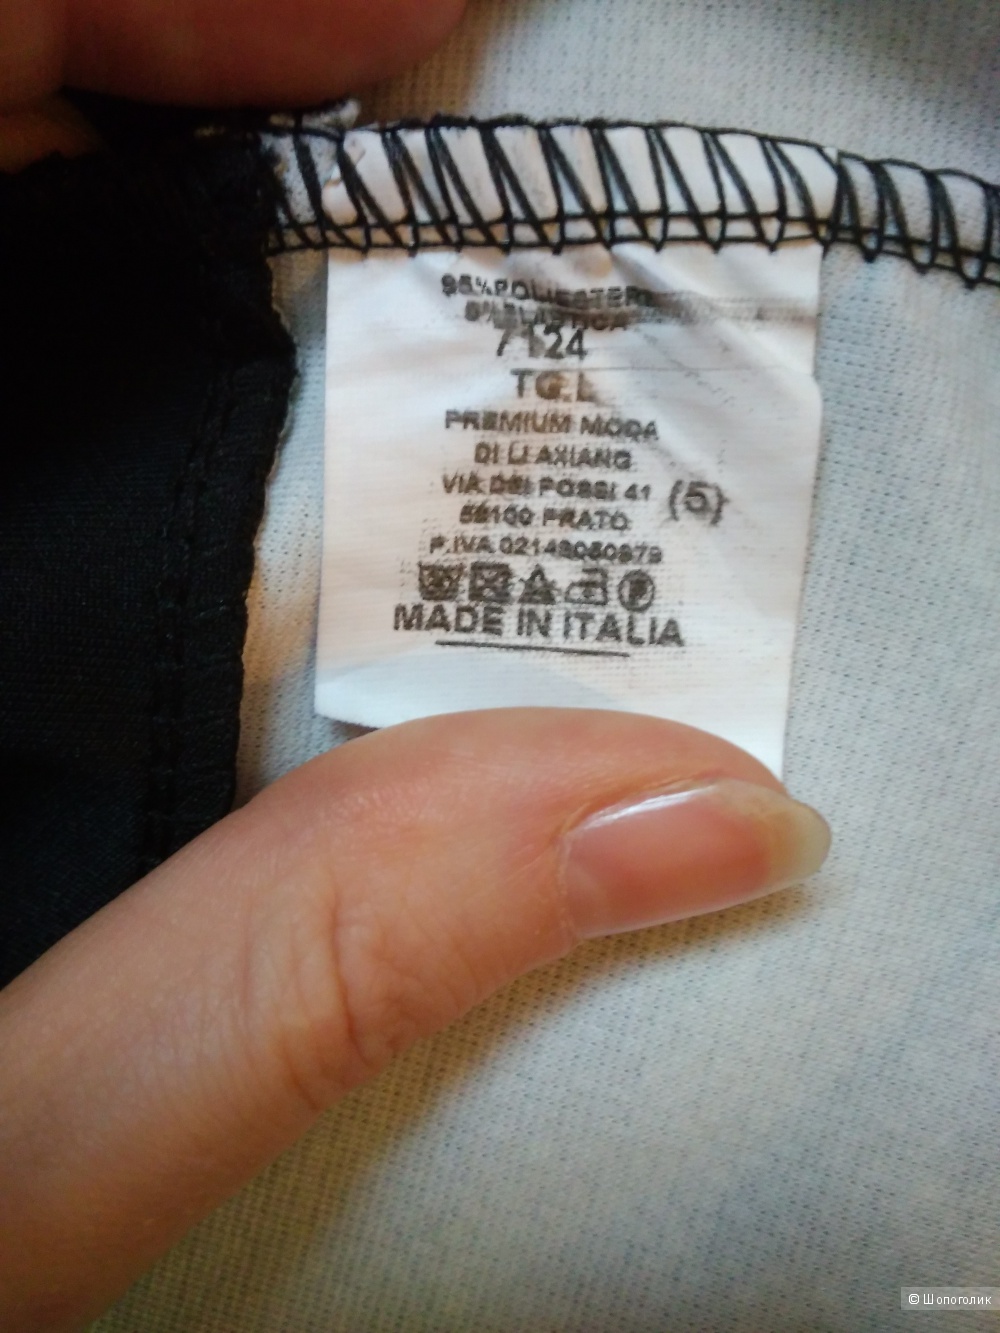 95%POLIESTERE
5%ELASTICA
7124
TG.L
PREMIUM MODA
DI LI AXIANG
VIA DEI FOSSI 41 (5)
59100 PRATO
P.IVA
MADE IN ITALIA
© Шопоголик